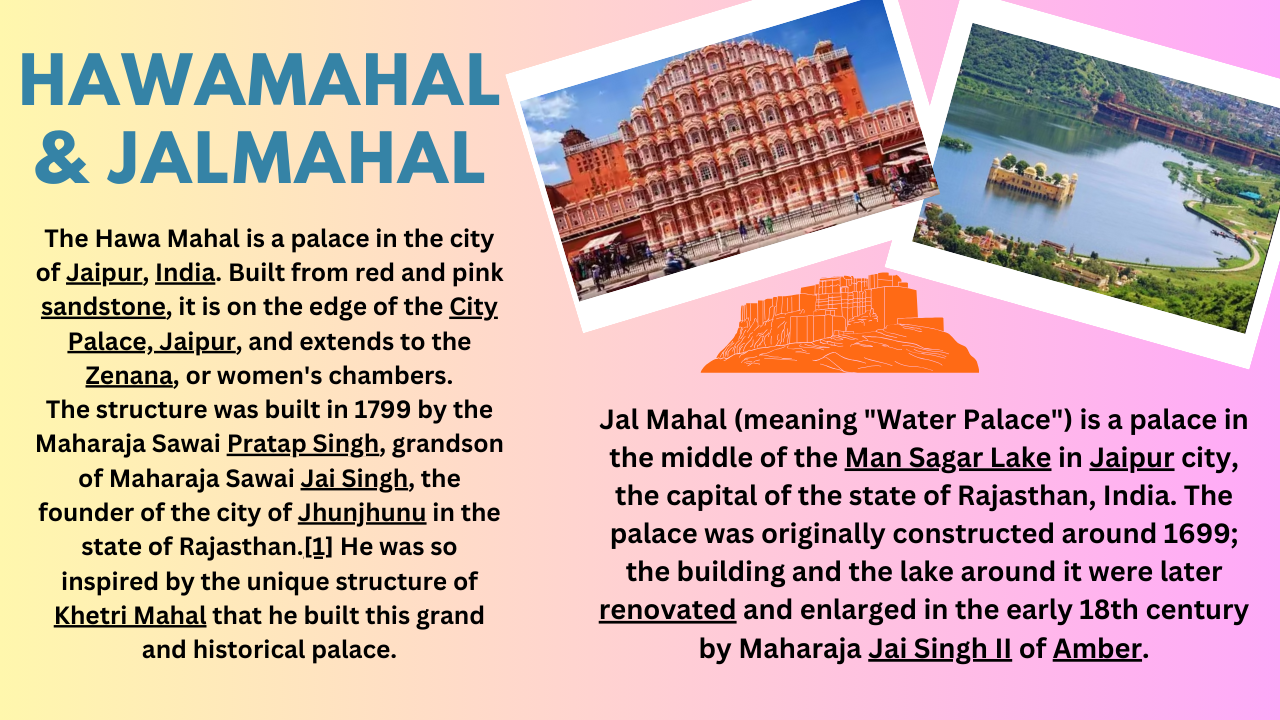 HAWAMAHAL
& JALMAHAL
The Hawa Mahal is a palace in the city
of Jaipur, India. Built from red and pink
sandstone, it is on the edge of the City
Palace, Jaipur, and extends to the
Zenana, or women's chambers.
The structure was built in 1799 by the
Maharaja Sawai Pratap Singh, grandson
of Maharaja Sawai Jai Singh, the
founder of the city of Jhunjhunu in the
state of Rajasthan.[1] He was so
inspired by the unique structure of
Khetri Mahal that he built this grand
and historical palace.
Jal Mahal (meaning "Water Palace") is a palace in
the middle of the Man Sagar Lake in Jaipur city,
the capital of the state of Rajasthan, India. The
palace was originally constructed around 1699;
the building and the lake around it were later
renovated and enlarged in the early 18th century
by Maharaja Jai Singh II of Amber.